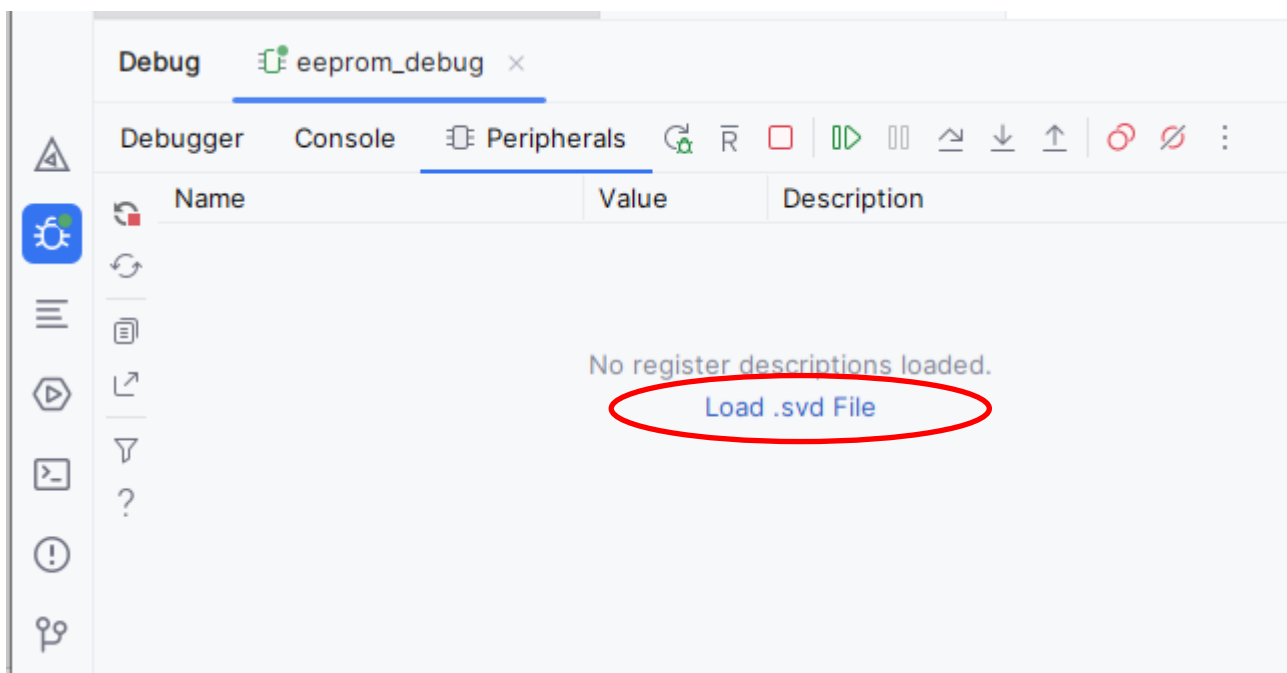 Debug eeprom_debug
Debugger Console Peripherals
Name Value Description
No register descriptions loaded.
Load .svd File